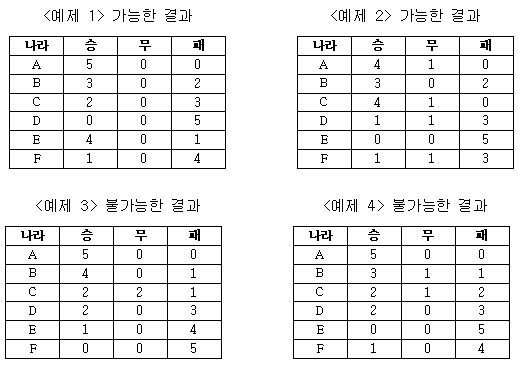 <예제 1> 가능한 결과
나라 승 무 패
A 5 0 0
B 3 0 2
C 2 0 3
D 0 0 5
E 4 0 1
F 1 0 4
<예제 2> 가능한 결과
나라 승 무 패
A 4 1 0
B 3 0 2
C 4 1 0
D 1 1 3
E 0 0 5
F 1 1 3
<예제 3> 불가능한 결과
나라 승 무 패
A 5 0 0
B 4 0 1
C 2 2 1
D 2 0 3
E 1 0 4
F 0 0 5
<예제 4> 불가능한 결과
나라 승 무 패
A 5 0 0
B 3 1 1
C 2 1 2
D 2 0 3
E 0 0 5
F 1 0 4